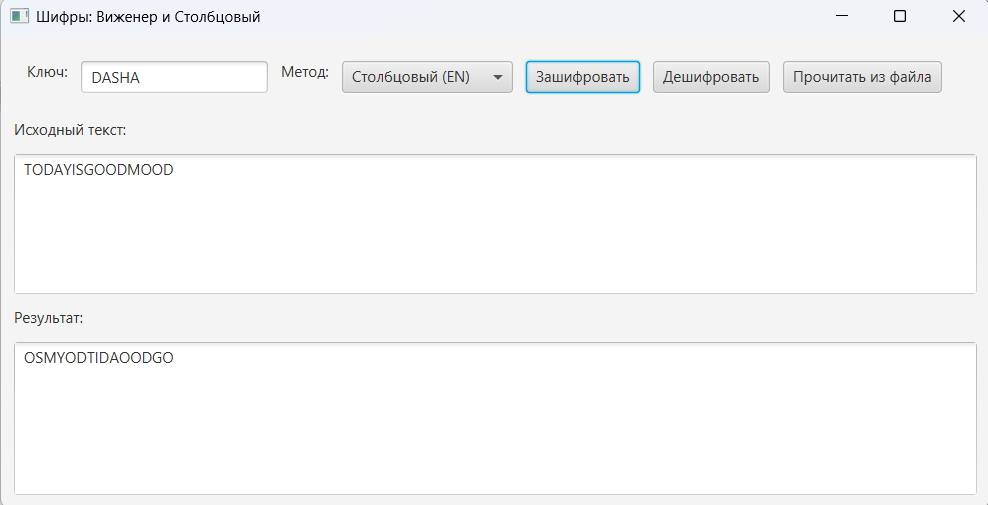 Шифры: Виженер и Столбцовый
Ключ: DASHA Метод: Столбцовый (EN) Зашифровать Дешифровать Прочитать из файла
Исходный текст:
TODAYISGOODMOOD
Результат:
OSMYODTIDAOODGO